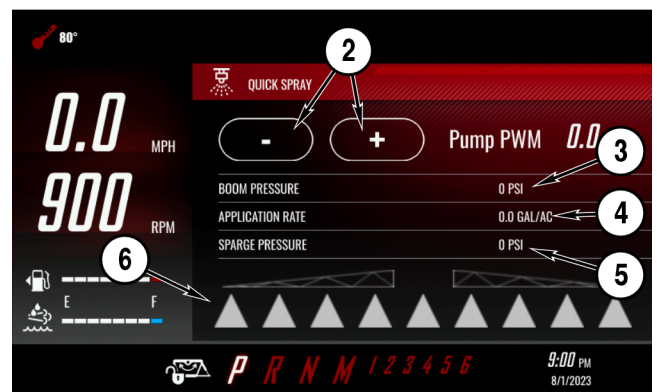 80°
2
QUICK SPRAY
0.0 MPH
- + Pump PWM 0.0
3
BOOM PRESSURE 0 PSI
900 RPM
APPLICATION RATE 0.0 GAL/AC
4
SPARGE PRESSURE 0 PSI
6
5
E F
P R N M 1 2 3 4 5 6
9:00 PM
8/1/2023